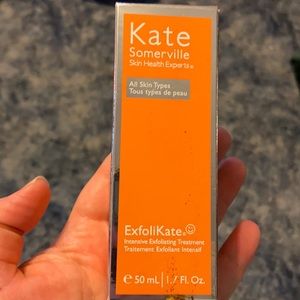 Kate
Somerville
Skin Health Experts
All Skin Types
Tous types de peau
ExfoliKate®
Intensive Exfoliating Treatment
Traitement Exfoliant Intensif
℮ 50 mL | 1.7 Fl. Oz.